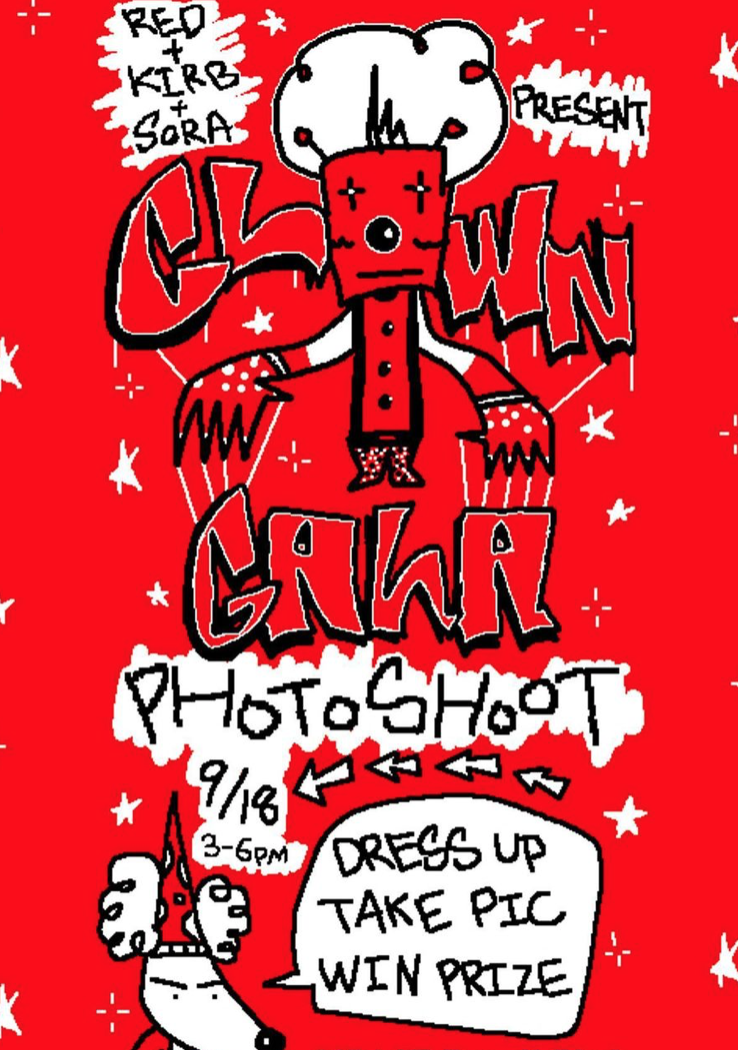 RED
+
KIRB
+
SORA
PRESENT
CLOWN
GALA
PHOTOSHOOT
9/18
3-6PM
DRESS UP
TAKE PIC
WIN PRIZE